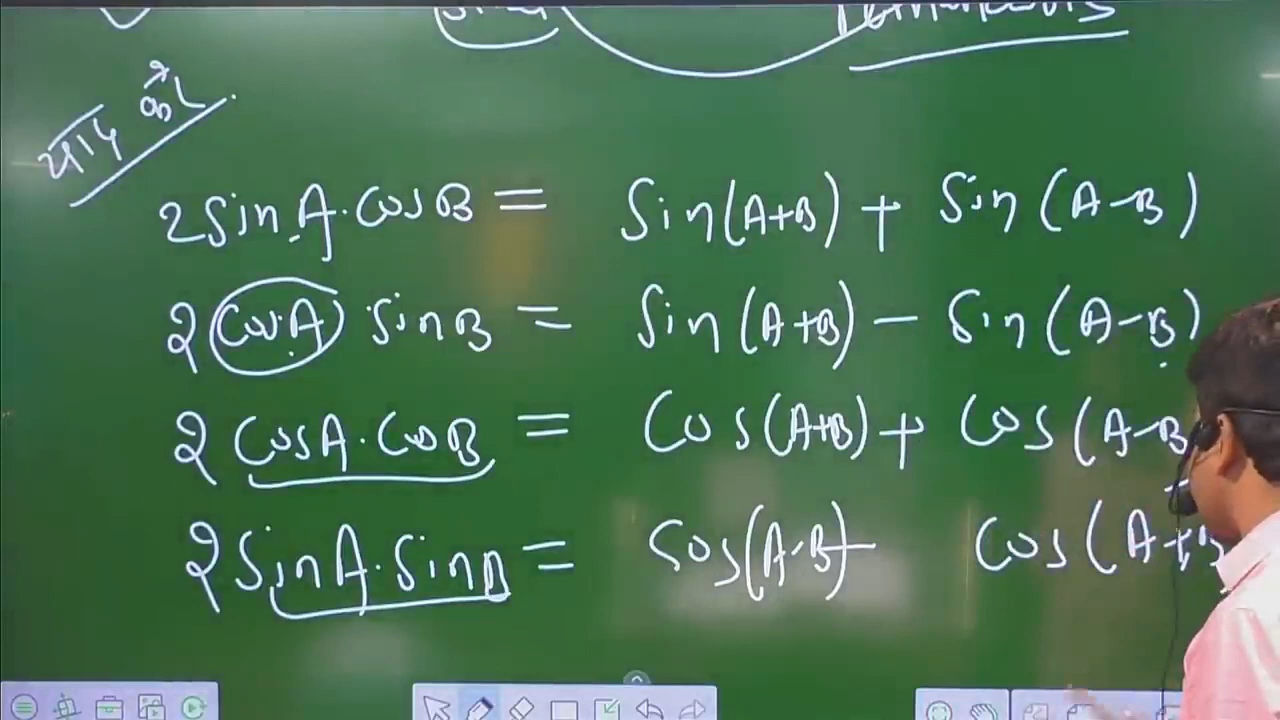 याद करें
2 Sin A . Cos B = Sin (A+B) + Sin (A-B)
2 Cos A . Sin B = Sin (A+B) - Sin (A-B)
2 Cos A . Cos B = Cos (A+B) + Cos (A-B
2 Sin A . Sin B = Cos (A-B) - Cos (A+B